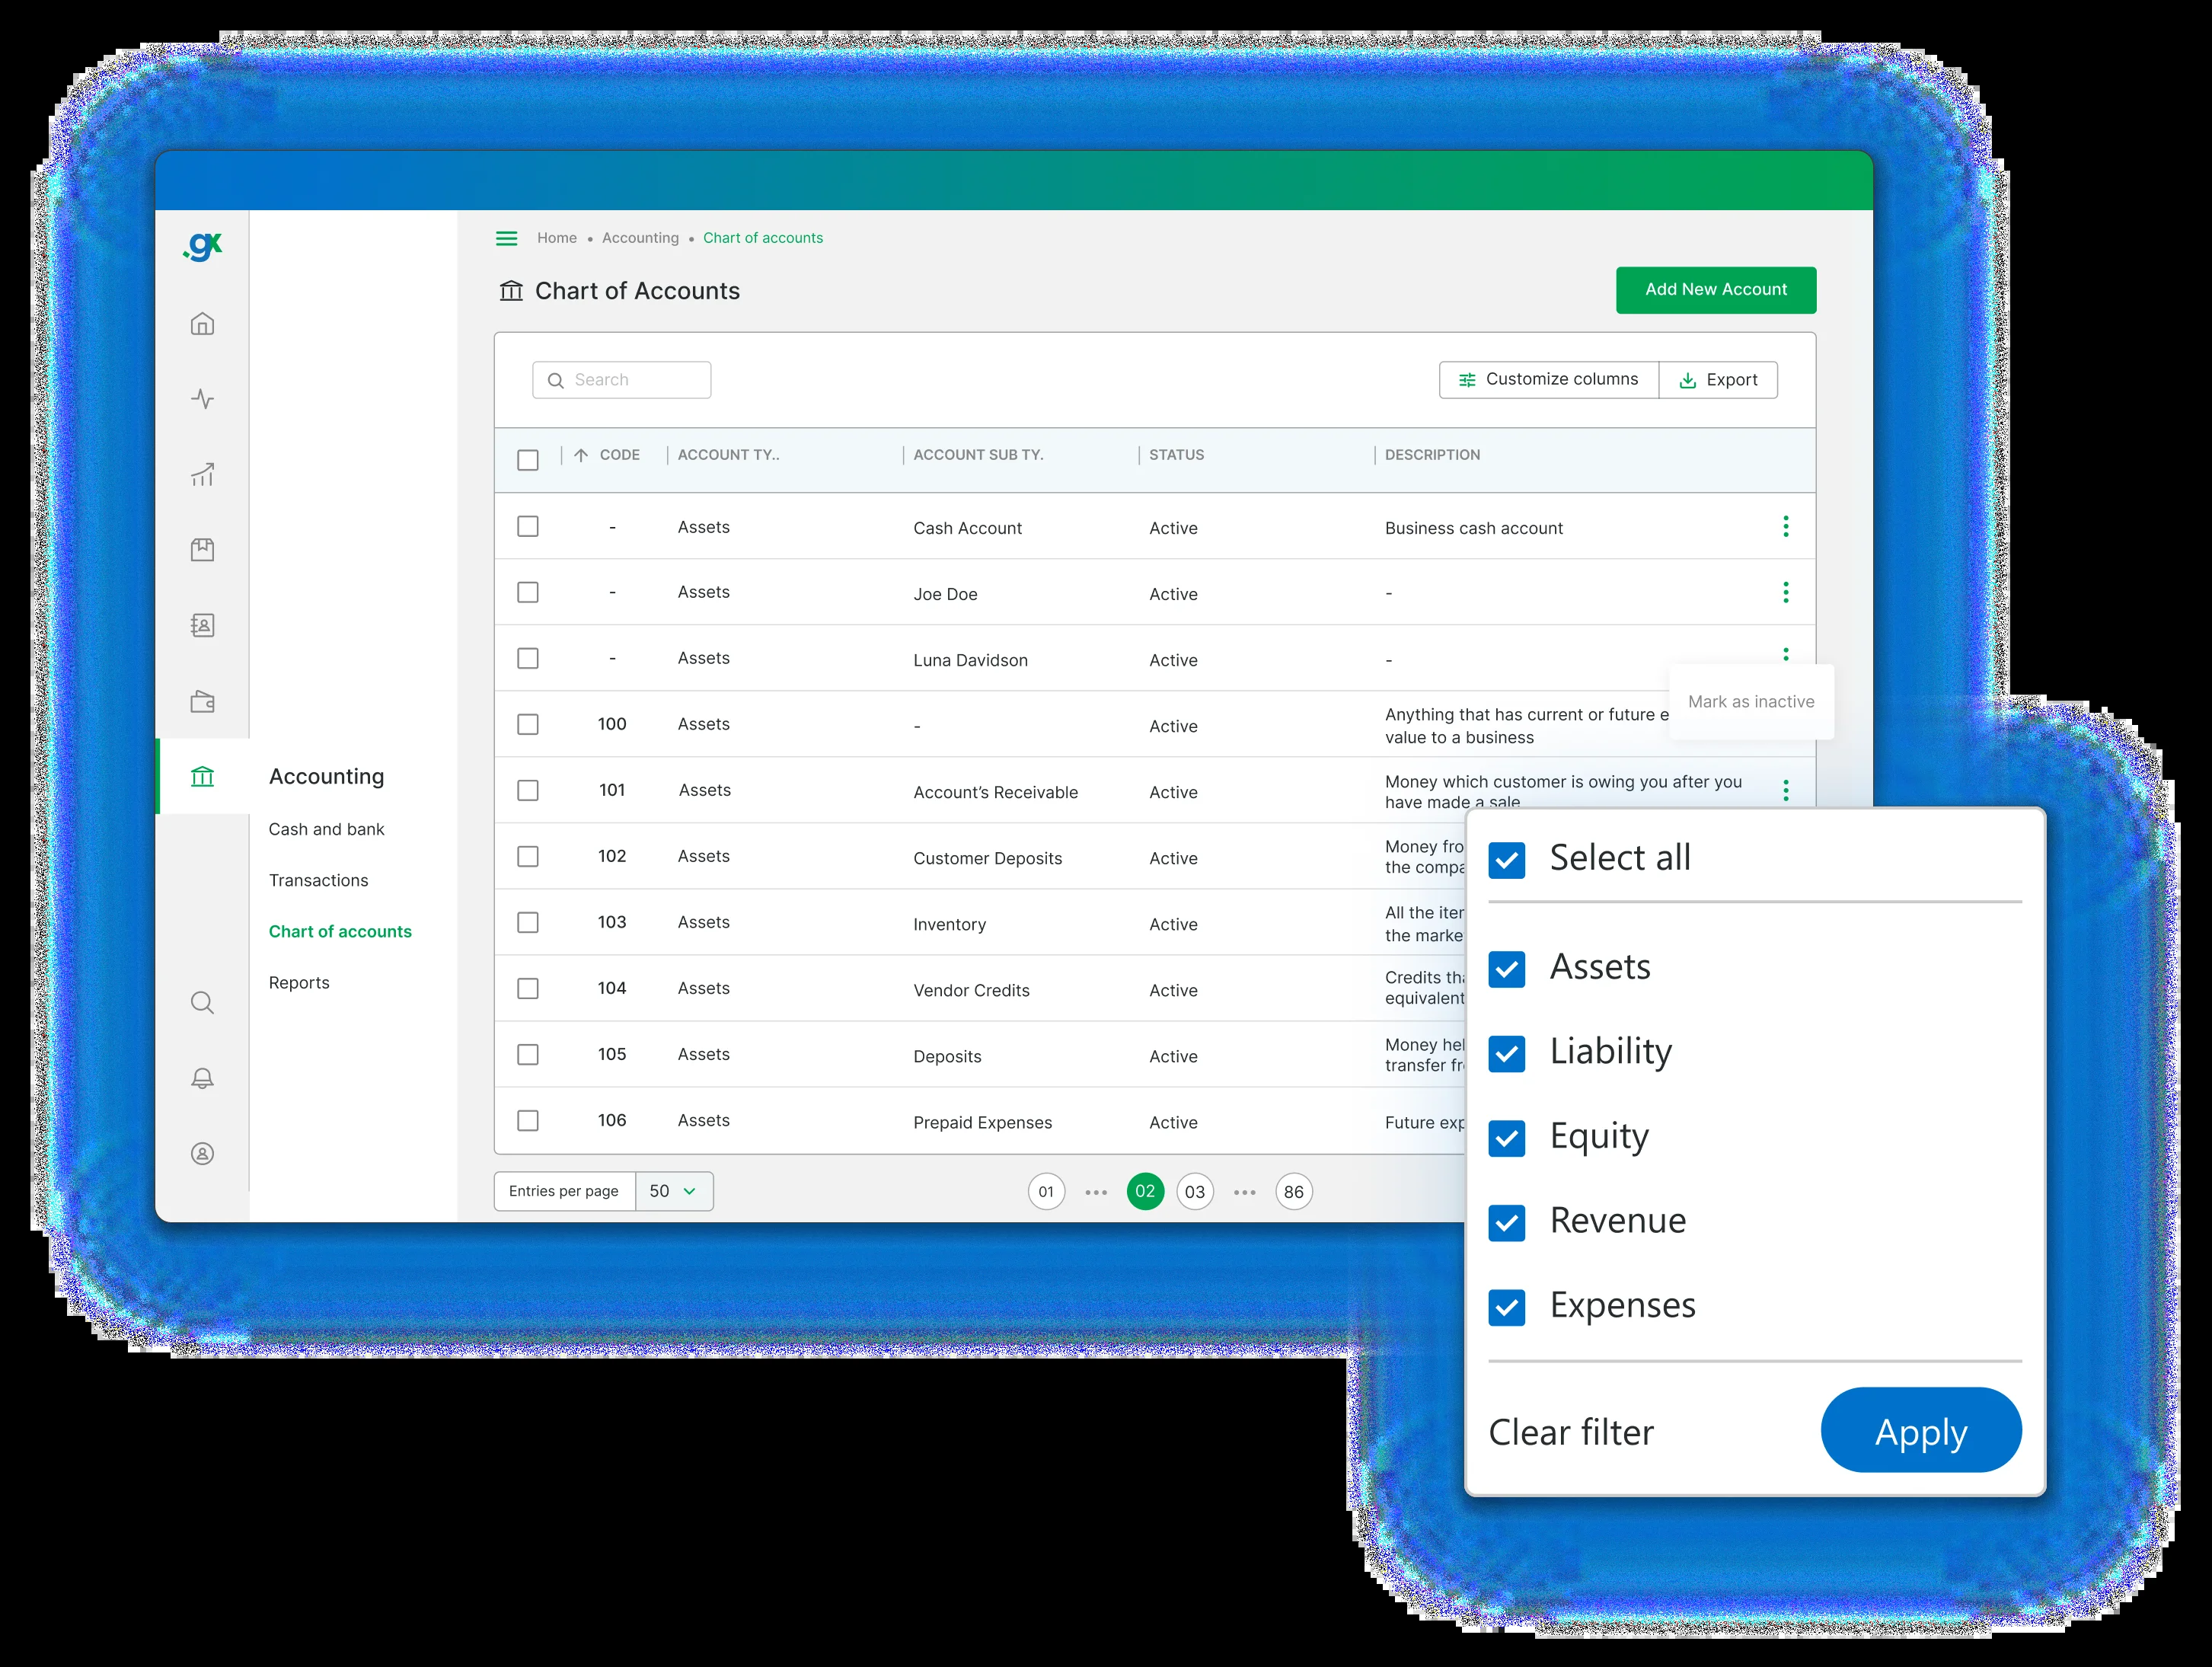 .gx
Home • Accounting • Chart of accounts
Chart of Accounts
Add New Account
Search
Customize columns
Export
CODE ACCOUNT TY.. ACCOUNT SUB TY. STATUS DESCRIPTION
- Assets Cash Account Active Business cash account
- Assets Joe Doe Active -
- Assets Luna Davidson Active -
Mark as inactive
100 Assets - Active Anything that has current or future e
value to a business
101 Assets Account’s Receivable Active Money which customer is owing you after you
have made a sale
102 Assets Customer Deposits Active Money fro
the compa
103 Assets Inventory Active All the iter
the marke
104 Assets Vendor Credits Active Credits tha
equivalent
105 Assets Deposits Active Money hel
transfer fr
106 Assets Prepaid Expenses Active Future exp
Accounting
Cash and bank
Transactions
Chart of accounts
Reports
Entries per page 50
01 ••• 02 03 ••• 86
Select all
Assets
Liability
Equity
Revenue
Expenses
Clear filter
Apply